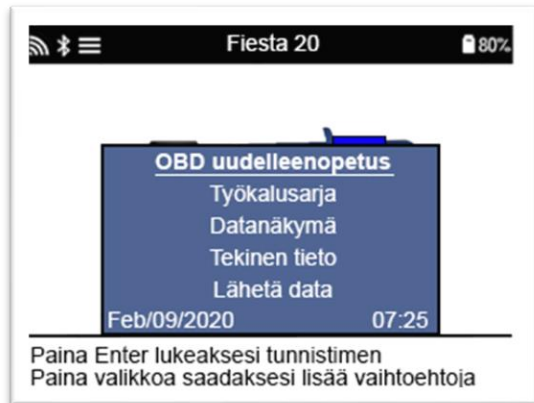 Fiesta 20 80%
OBD uudelleenopetus
Työkalusarja
Datanäkymä
Tekinen tieto
Lähetä data
Feb/09/2020 07:25
Paina Enter lukeaksesi tunnistimen
Paina valikkoa saadaksesi lisää vaihtoehtoja